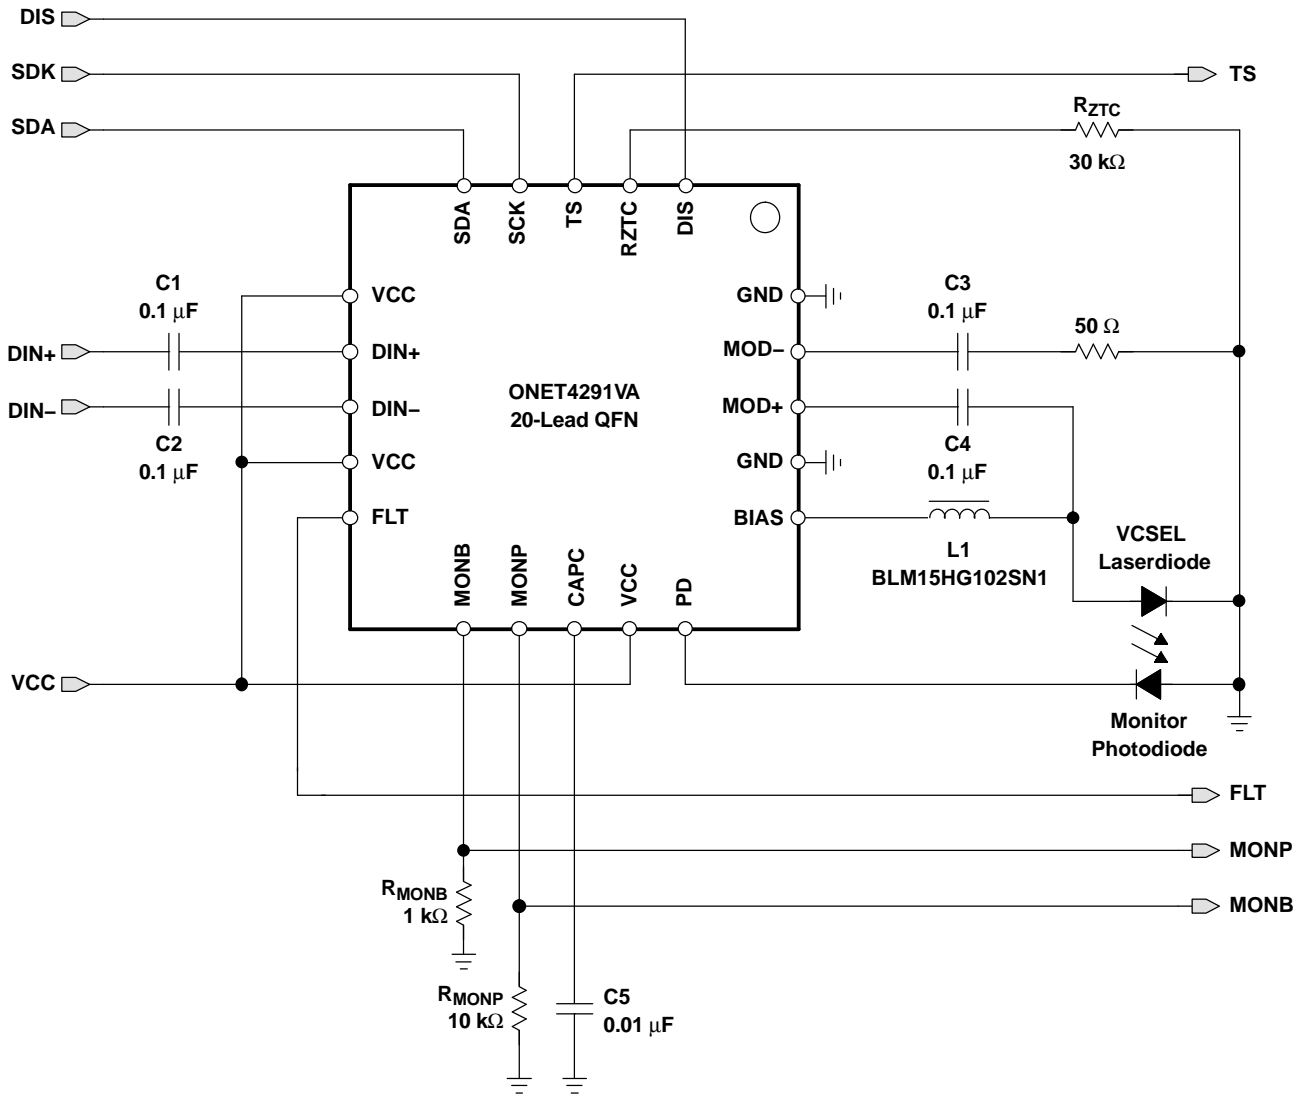 DIS
SDK
SDA
TS
R_ZTC
30 kΩ
SDA
SCK
TS
RZTC
DIS
C1
0.1 μF
DIN+
DIN–
C2
0.1 μF
VCC
DIN+
DIN–
VCC
FLT
ONET4291VA
20-Lead QFN
GND
MOD–
MOD+
GND
BIAS
C3
0.1 μF
50 Ω
C4
0.1 μF
L1
BLM15HG102SN1
VCSEL
Laserdiode
MONB
MONP
CAPC
VCC
PD
VCC
Monitor
Photodiode
FLT
MONP
MONB
R_MONB
1 kΩ
R_MONP
10 kΩ
C5
0.01 μF